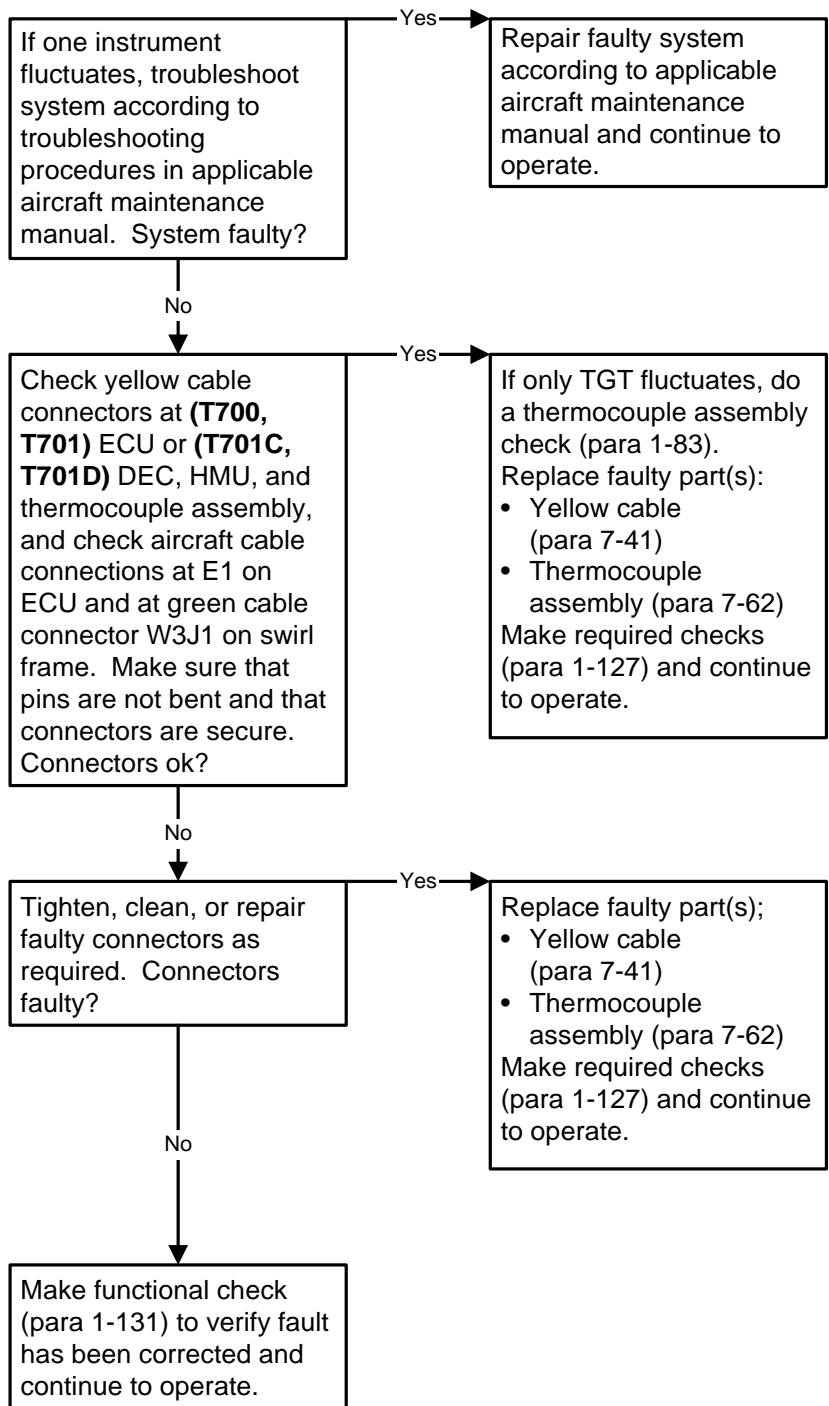 If one instrument
fluctuates, troubleshoot
system according to
troubleshooting
procedures in applicable
aircraft maintenance
manual.  System faulty?
Yes
Repair faulty system
according to applicable
aircraft maintenance
manual and continue to
operate.
No
Check yellow cable
connectors at (T700,
T701) ECU or (T701C,
T701D) DEC, HMU, and
thermocouple assembly,
and check aircraft cable
connections at E1 on
ECU and at green cable
connector W3J1 on swirl
frame.  Make sure that
pins are not bent and that
connectors are secure.
Connectors ok?
Yes
If only TGT fluctuates, do
a thermocouple assembly
check (para 1-83).
Replace faulty part(s):
• Yellow cable
(para 7-41)
• Thermocouple
assembly (para 7-62)
Make required checks
(para 1-127) and continue
to operate.
No
Tighten, clean, or repair
faulty connectors as
required.  Connectors
faulty?
Yes
Replace faulty part(s);
• Yellow cable
(para 7-41)
• Thermocouple
assembly (para 7-62)
Make required checks
(para 1-127) and continue
to operate.
No
Make functional check
(para 1-131) to verify fault
has been corrected and
continue to operate.